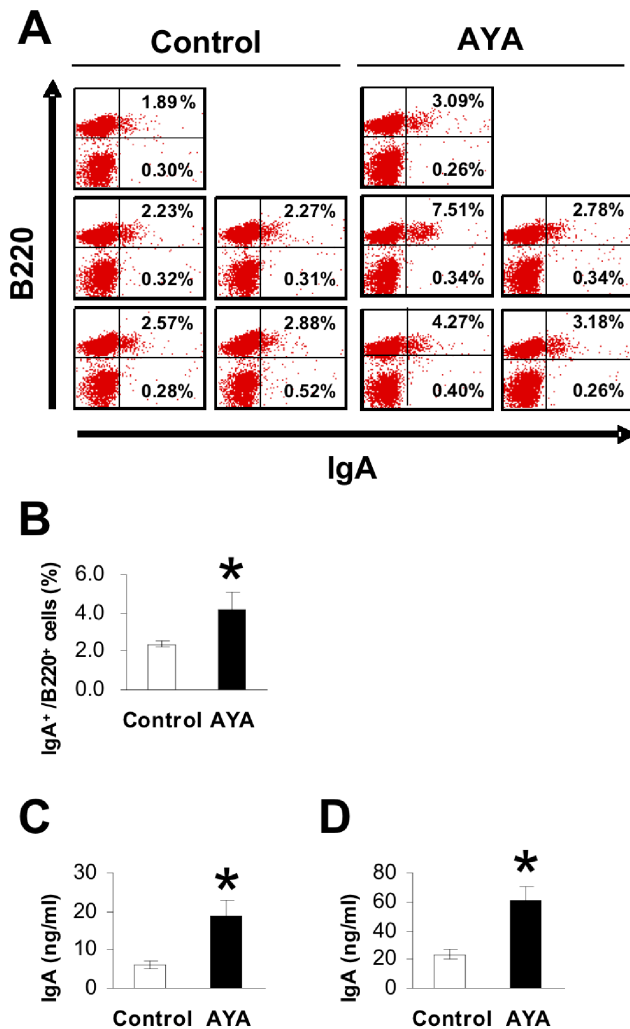 A
Control AYA
1.89% 3.09%
0.30% 0.26%
2.23% 2.27% 7.51% 2.78%
0.32% 0.31% 0.34% 0.34%
2.57% 2.88% 4.27% 3.18%
0.28% 0.52% 0.40% 0.26%
B220
IgA
B
IgA⁺ /B220⁺ cells (%)
6.0
4.0
2.0
0.0
*
Control AYA
C
IgA (ng/ml)
30
20
10
0
*
Control AYA
D
IgA (ng/ml)
80
60
40
20
0
*
Control AYA